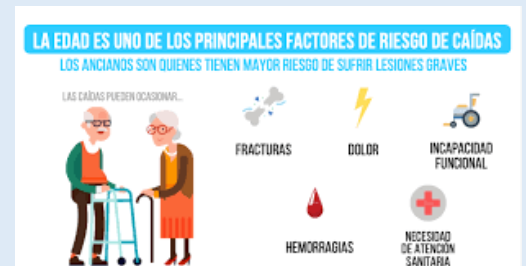 LA EDAD ES UNO DE LOS PRINCIPALES FACTORES DE RIESGO DE CAÍDAS
LOS ANCIANOS SON QUIENES TIENEN MAYOR RIESGO DE SUFRIR LESIONES GRAVES
LAS CAÍDAS PUEDEN OCASIONAR...
FRACTURAS
DOLOR
INCAPACIDAD
FUNCIONAL
HEMORRAGIAS
NECESIDAD
DE ATENCIÓN
SANITARIA